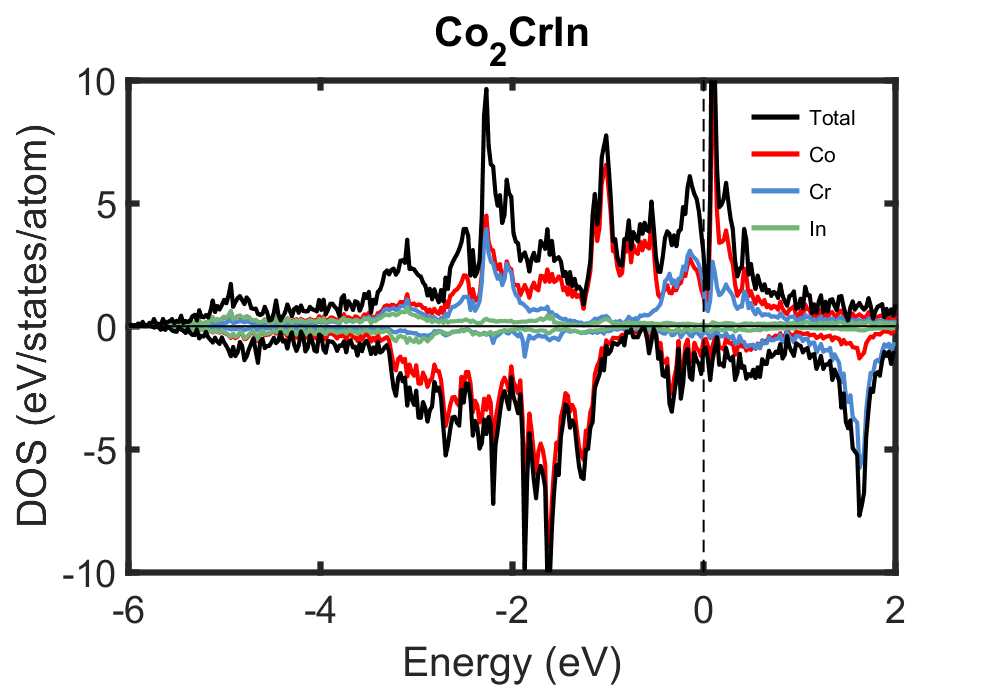 Co₂CrIn
10
5
0
-5
-10
DOS (eV/states/atom)
Total
Co
Cr
In
-6
-4
-2
0
2
Energy (eV)